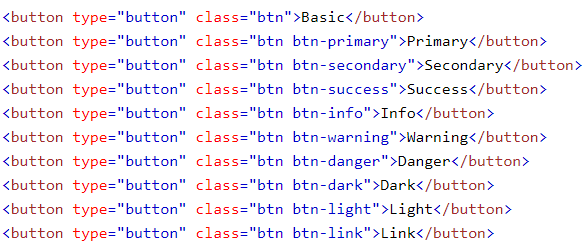 <button type="button" class="btn">Basic</button>
<button type="button" class="btn btn-primary">Primary</button>
<button type="button" class="btn btn-secondary">Secondary</button>
<button type="button" class="btn btn-success">Success</button>
<button type="button" class="btn btn-info">Info</button>
<button type="button" class="btn btn-warning">Warning</button>
<button type="button" class="btn btn-danger">Danger</button>
<button type="button" class="btn btn-dark">Dark</button>
<button type="button" class="btn btn-light">Light</button>
<button type="button" class="btn btn-link">Link</button>